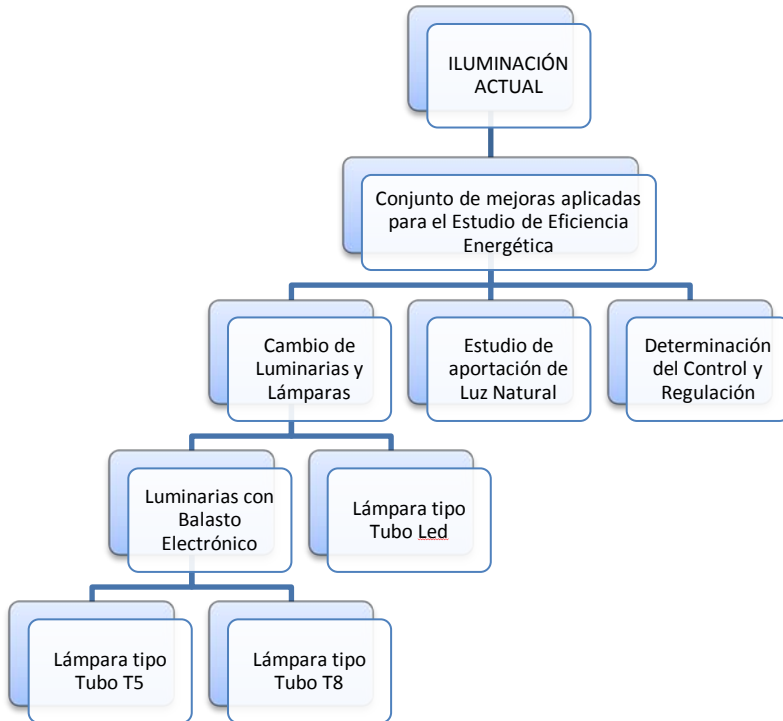 ILUMINACIÓN
ACTUAL
Conjunto de mejoras aplicadas
para el Estudio de Eficiencia
Energética
Cambio de
Luminarias y
Lámparas
Estudio de
aportación de
Luz Natural
Determinación
del Control y
Regulación
Luminarias con
Balasto
Electrónico
Lámpara tipo
Tubo Led
Lámpara tipo
Tubo T5
Lámpara tipo
Tubo T8